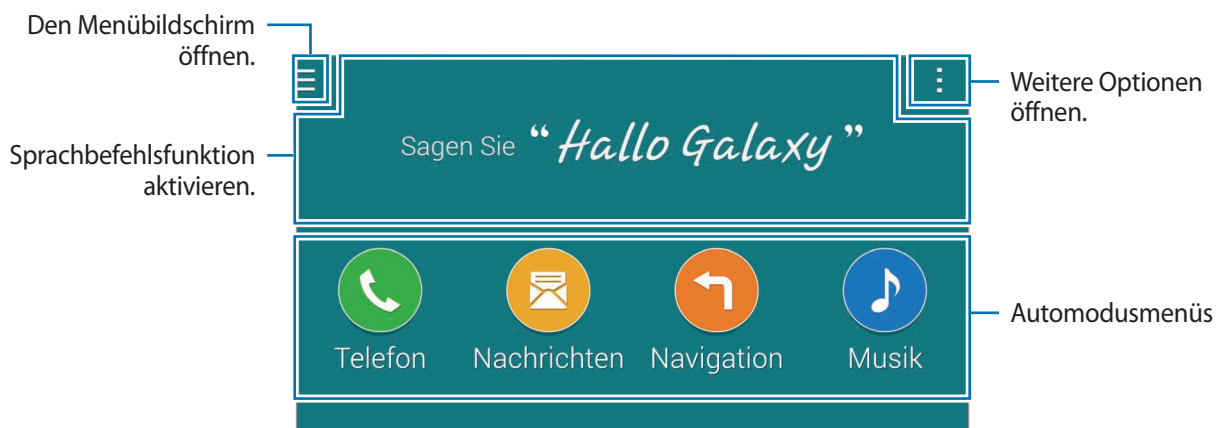 Den Menübildschirm
öffnen.
Weitere Optionen
öffnen.
Sagen Sie “ Hallo Galaxy ”
Sprachbefehlsfunktion
aktivieren.
Telefon
Nachrichten
Navigation
Musik
Automodusmenüs